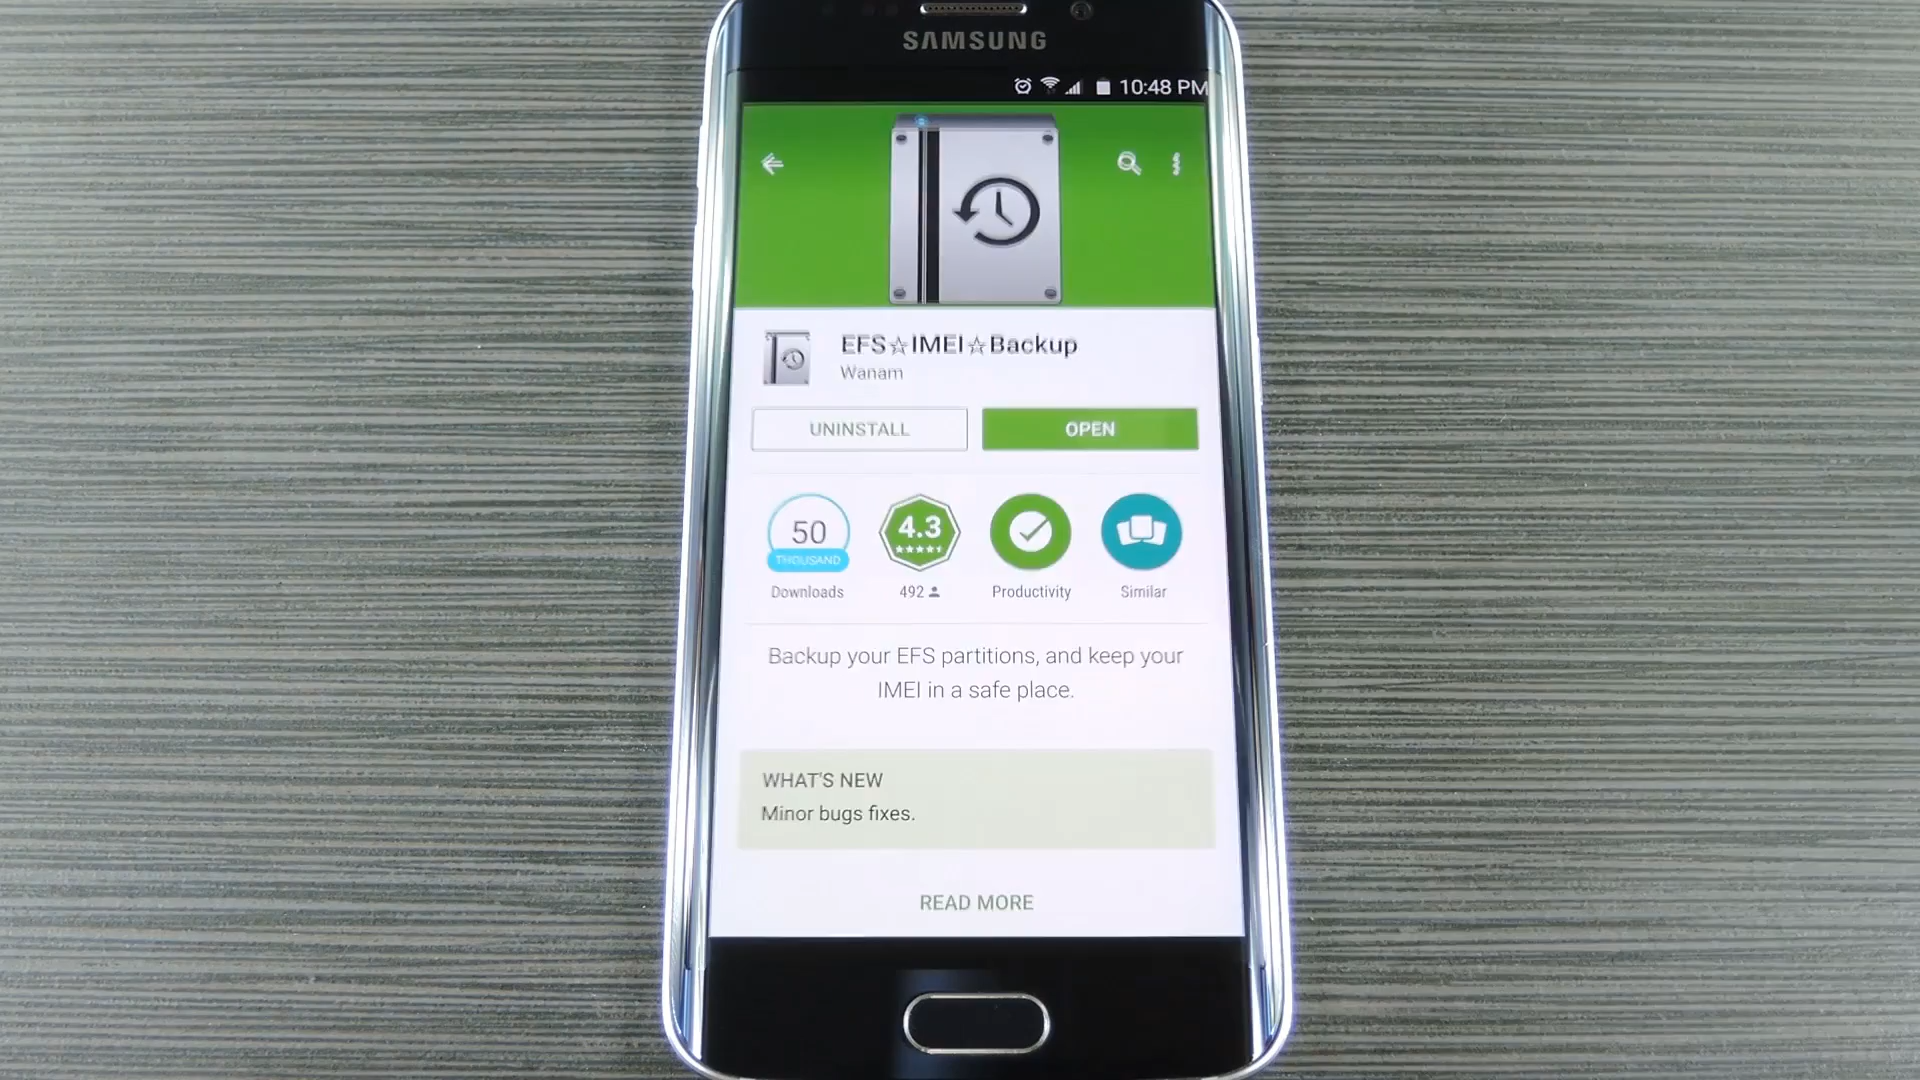 SAMSUNG
10:48 PM
EFS☆IMEI☆Backup
Wanam
UNINSTALL
OPEN
50
THOUSAND
Downloads
4.3
492
Productivity
Similar
Backup your EFS partitions, and keep your
IMEI in a safe place.
WHAT'S NEW
Minor bugs fixes.
READ MORE